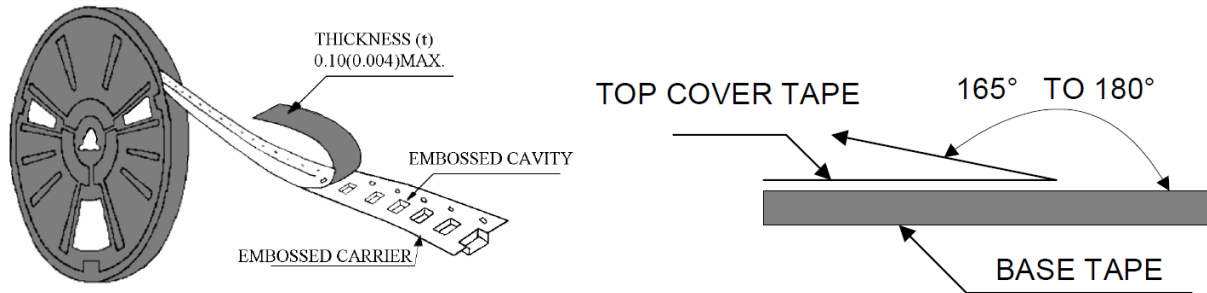 THICKNESS (t)
0.10(0.004)MAX.
EMBOSSED CAVITY
EMBOSSED CARRIER
TOP COVER TAPE
165° TO 180°
BASE TAPE